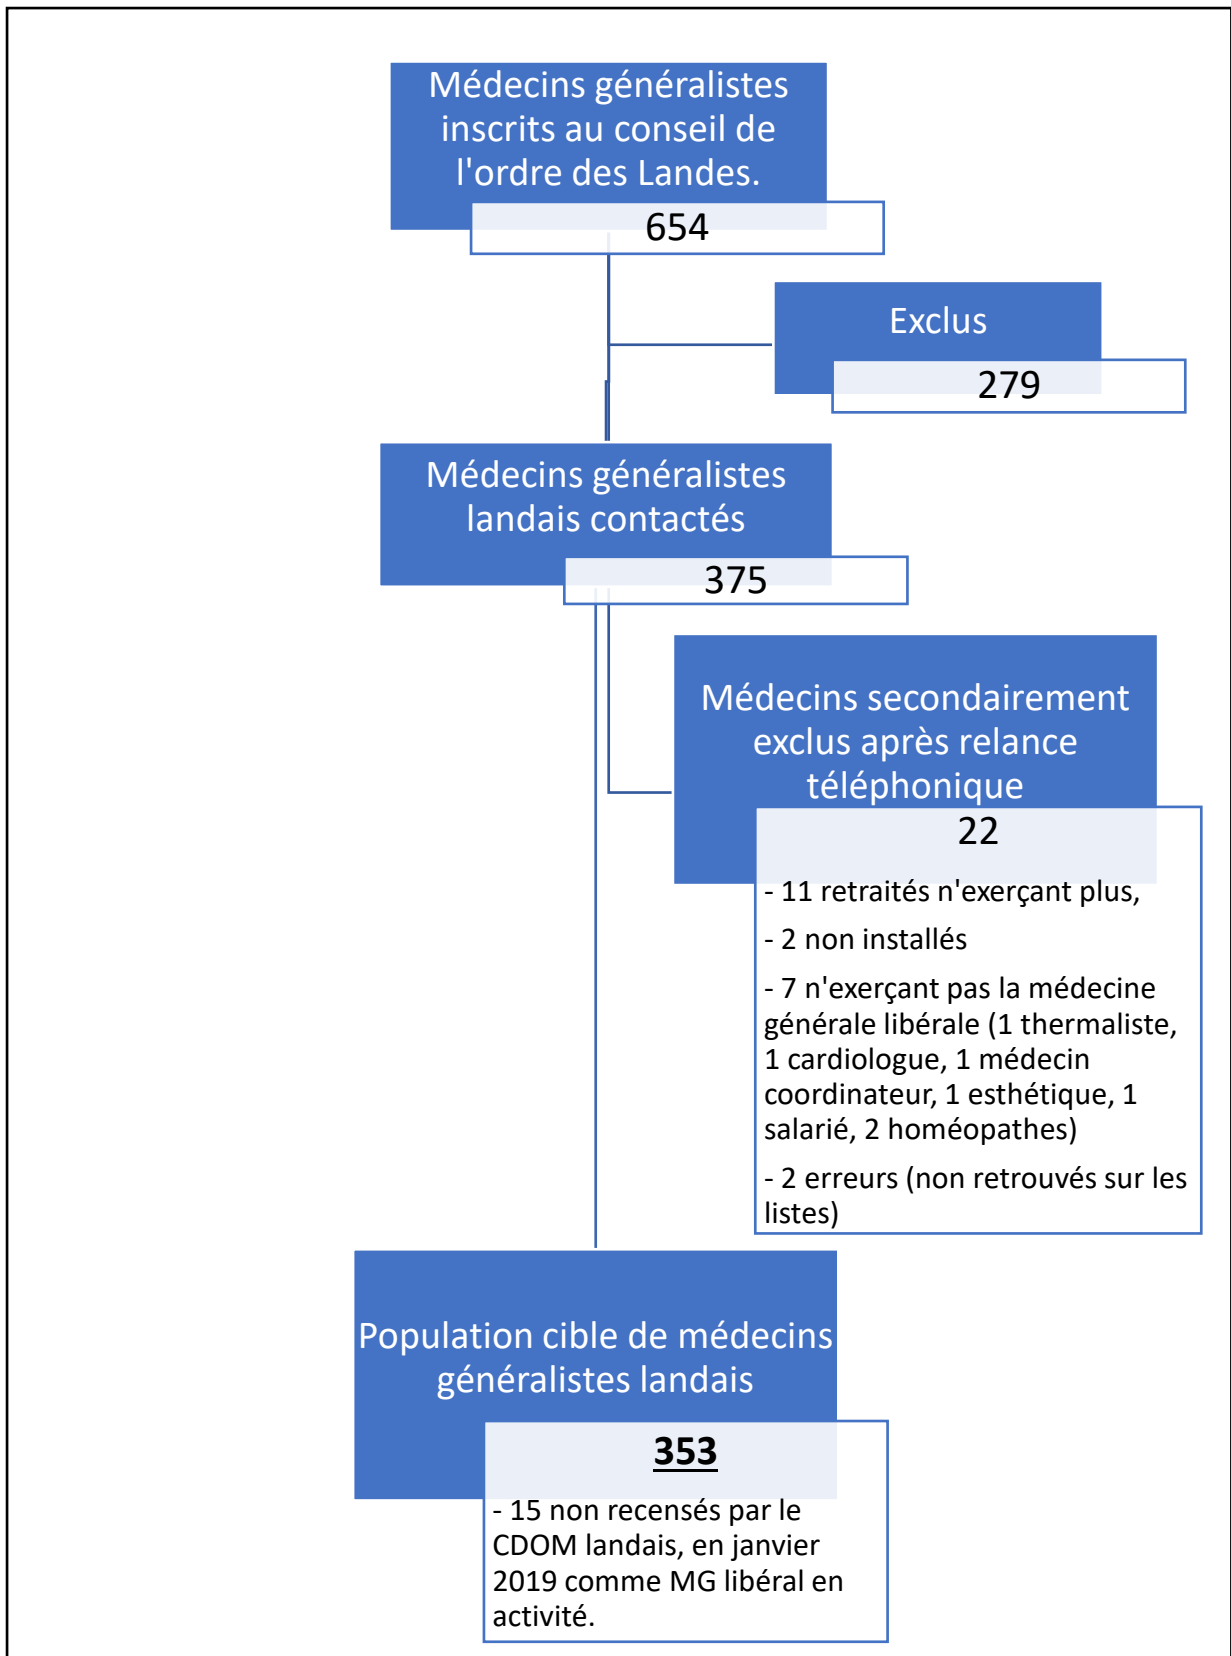 Médecins généralistes
inscrits au conseil de
l'ordre des Landes.
654
Exclus
279
Médecins généralistes
landais contactés
375
Médecins secondairement
exclus après relance
téléphonique
22
- 11 retraités n'exerçant plus,
- 2 non installés
- 7 n'exerçant pas la médecine
générale libérale (1 thermaliste,
1 cardiologue, 1 médecin
coordinateur, 1 esthétique, 1
salarié, 2 homéopathes)
- 2 erreurs (non retrouvés sur les
listes)
Population cible de médecins
généralistes landais
353
- 15 non recensés par le
CDOM landais, en janvier
2019 comme MG libéral en
activité.